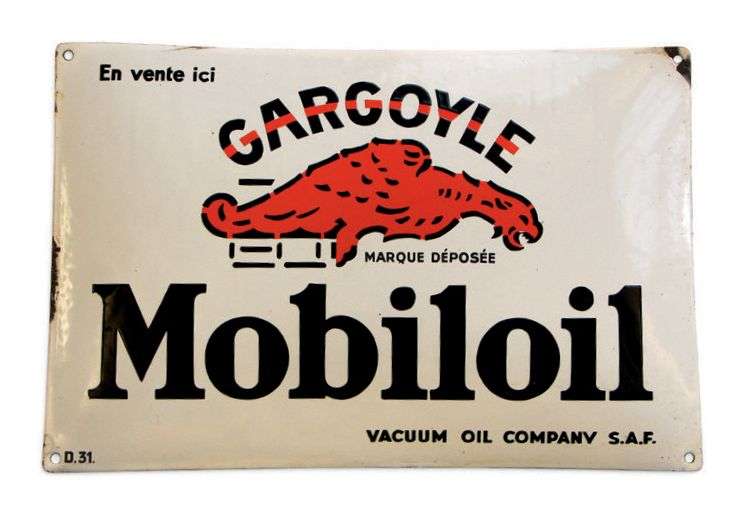 En vente ici
GARGOYLE
MARQUE DÉPOSÉE
Mobiloil
VACUUM OIL COMPANY S.A.F.
D.31.